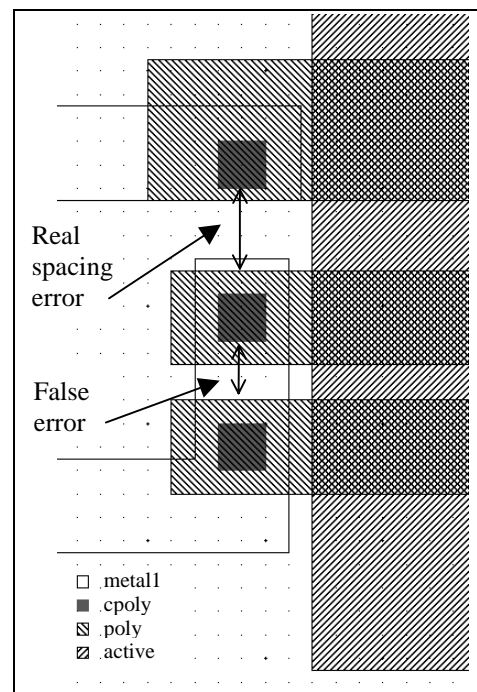 Real
spacing
error
False
error
metal1
cpoly
poly
active